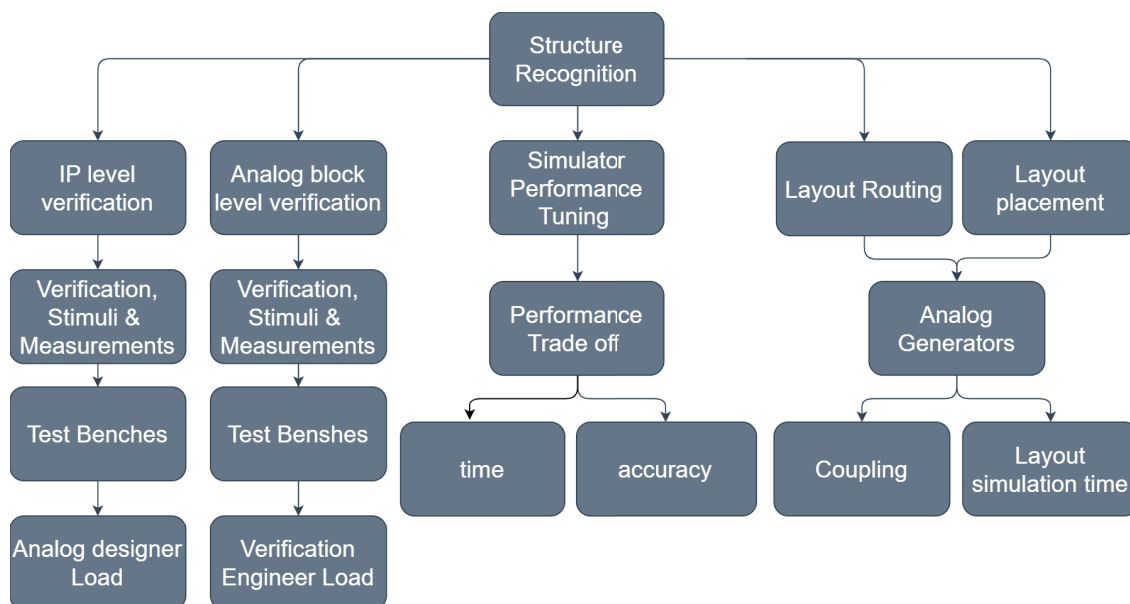 Structure
Recognition
IP level
verification
Analog block
level verification
Simulator
Performance
Tuning
Layout Routing
Layout
placement
Verification,
Stimuli &
Measurements
Verification,
Stimuli &
Measurements
Performance
Trade off
Analog
Generators
Test Benches
Test Benshes
time
accuracy
Coupling
Layout
simulation time
Analog designer
Load
Verification
Engineer Load